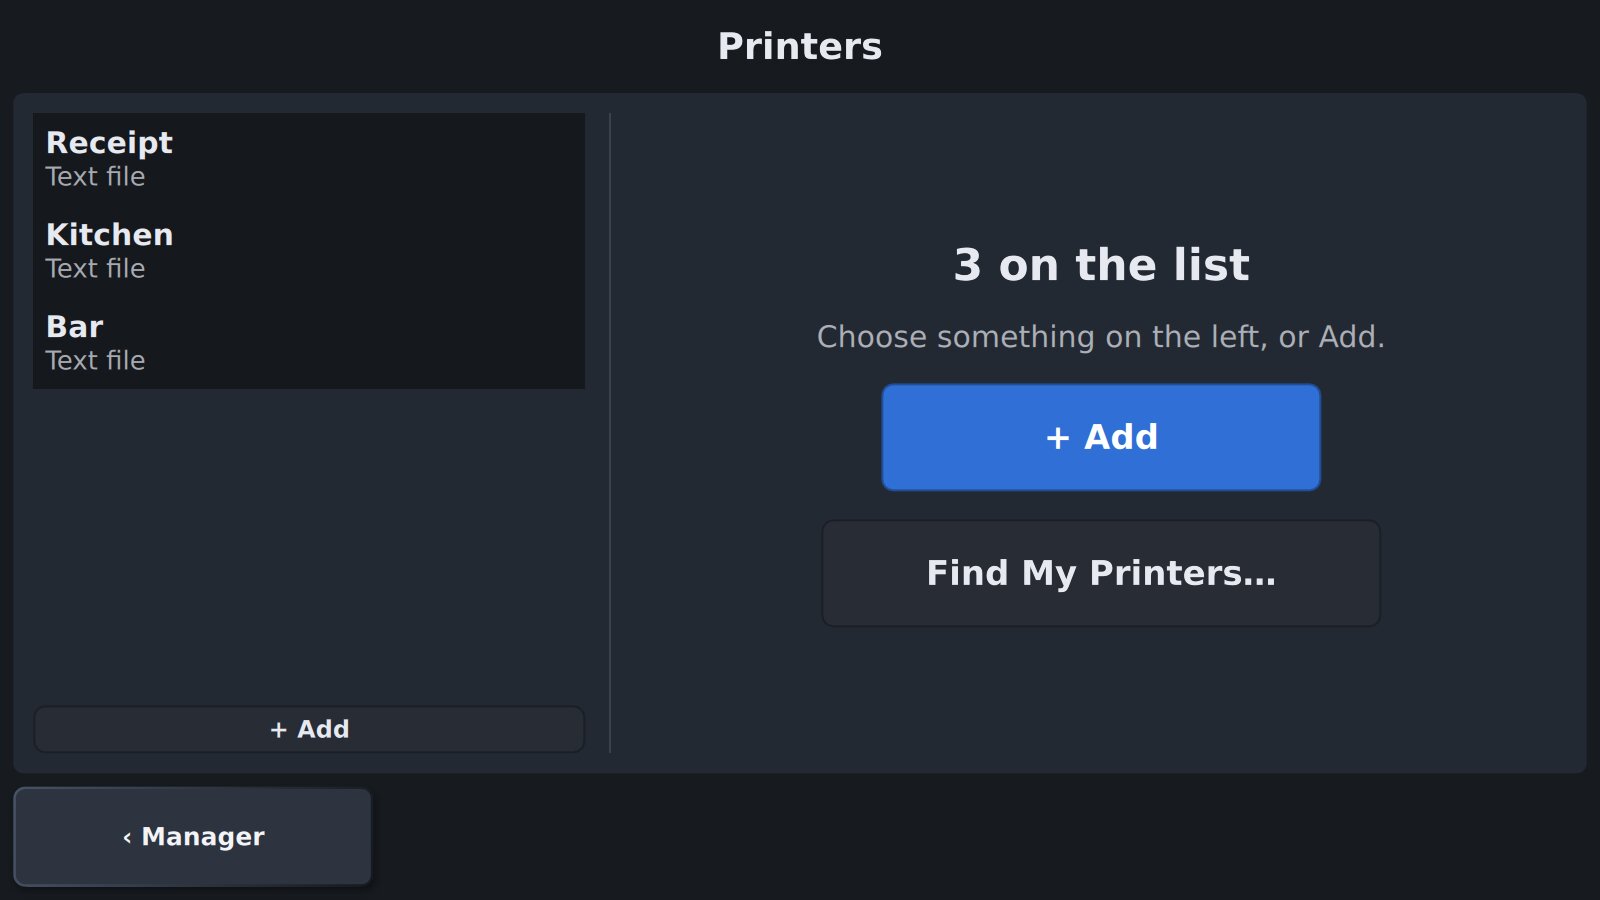 Printers
Receipt
Text file
Kitchen
Text file
Bar
Text file
+ Add
3 on the list
Choose something on the left, or Add.
+ Add
Find My Printers…
‹ Manager